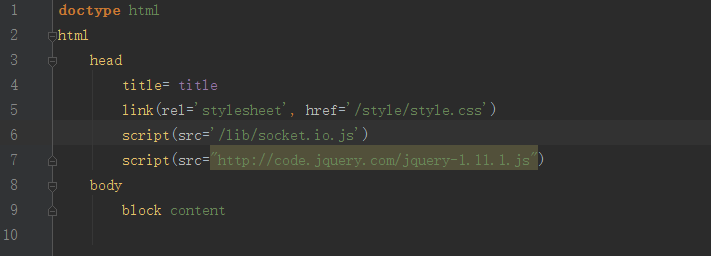 1 doctype html
2 html
3 head
4 title= title
5 link(rel='stylesheet', href='/style/style.css')
6 script(src='/lib/socket.io.js')
7 script(src="http://code.jquery.com/jquery-1.11.1.js")
8 body
9 block content
10